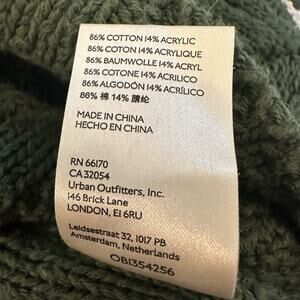 86% COTTON 14% ACRYLIC
86% COTON 14% ACRYLIQUE
86% BAUMWOLLE 14% ACRYL
86% COTONE 14% ACRILICO
86% ALGODÓN 14% ACRÍLICO
86% 棉 14% 腈纶
MADE IN CHINA
HECHO EN CHINA
RN 66170
CA 32054
Urban Outfitters, Inc.
146 Brick Lane
LONDON, E1 6RU
Leidsestraat 32, 1017 PB
Amsterdam, Netherlands
OB1354256